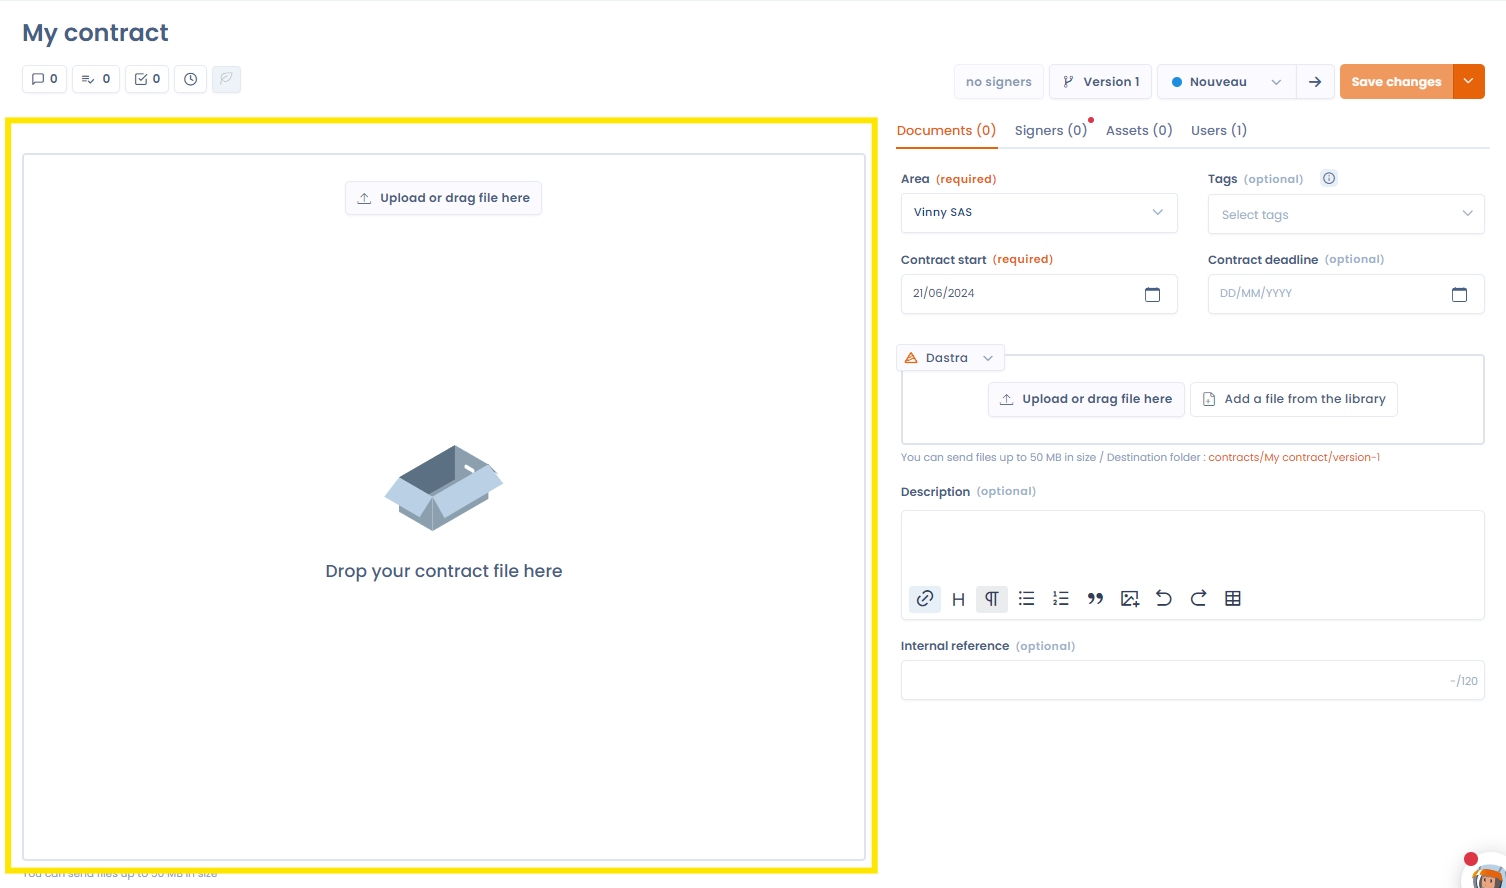 My contract
0 0 0
no signers Version 1 Nouveau Save changes
Documents (0) Signers (0) Assets (0) Users (1)
Upload or drag file here
Drop your contract file here
You can send files up to 50 MB in size
Area (required) Tags (optional)
Vinny SAS Select tags
Contract start (required) Contract deadline (optional)
21/06/2024 DD/MM/YYYY
Dastra
Upload or drag file here Add a file from the library
You can send files up to 50 MB in size / Destination folder : contracts/My contract/version-1
Description (optional)
Internal reference (optional)
-/120